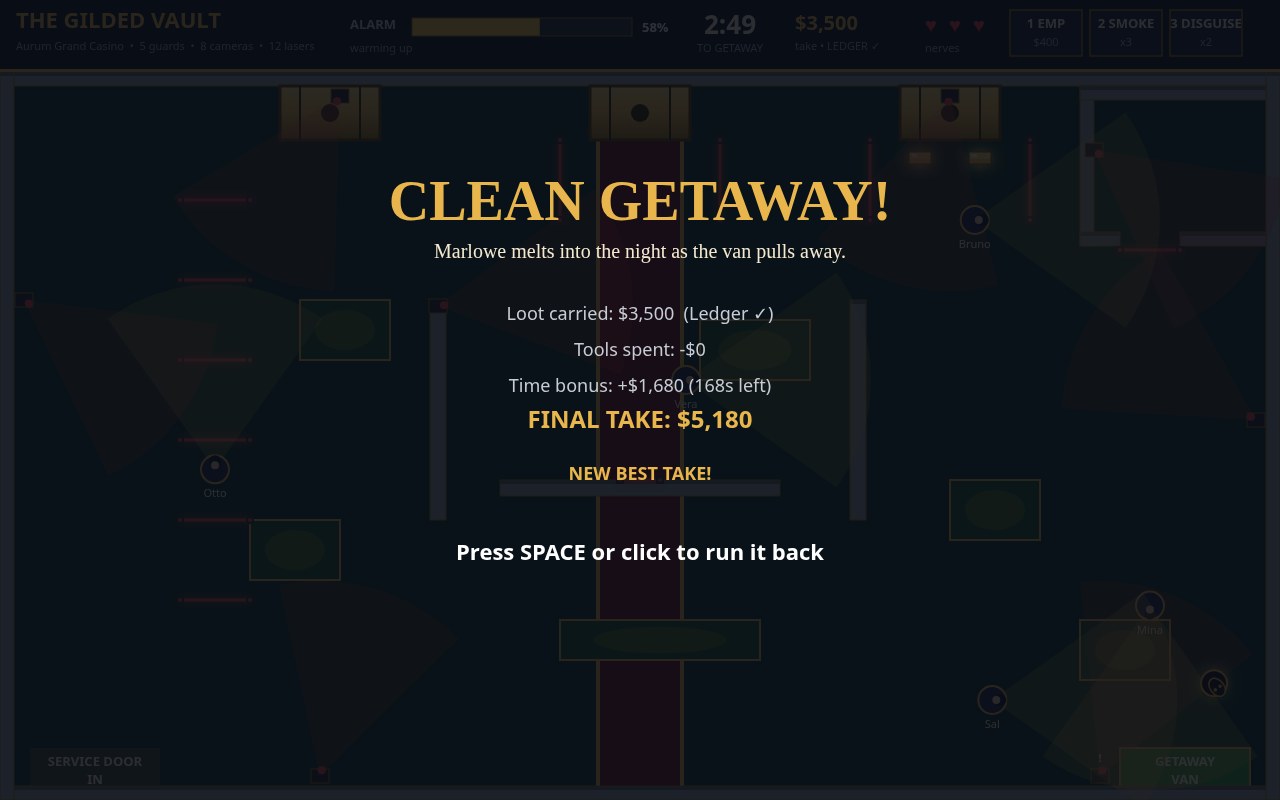 THE GILDED VAULT
Aurum Grand Casino • 5 guards • 8 cameras • 12 lasers
ALARM
58%
warming up
2:49
TO GETAWAY
$3,500
take • LEDGER ✓
♥ ♥ ♥
nerves
1 EMP
$400
2 SMOKE
x3
3 DISGUISE
x2
CLEAN GETAWAY!
Marlowe melts into the night as the van pulls away.
Bruno
Loot carried: $3,500 (Ledger ✓)
Tools spent: -$0
Time bonus: +$1,680 (168s left)
Vera
FINAL TAKE: $5,180
NEW BEST TAKE!
Otto
Press SPACE or click to run it back
Mina
Sal
!
SERVICE DOOR
IN
GETAWAY
VAN